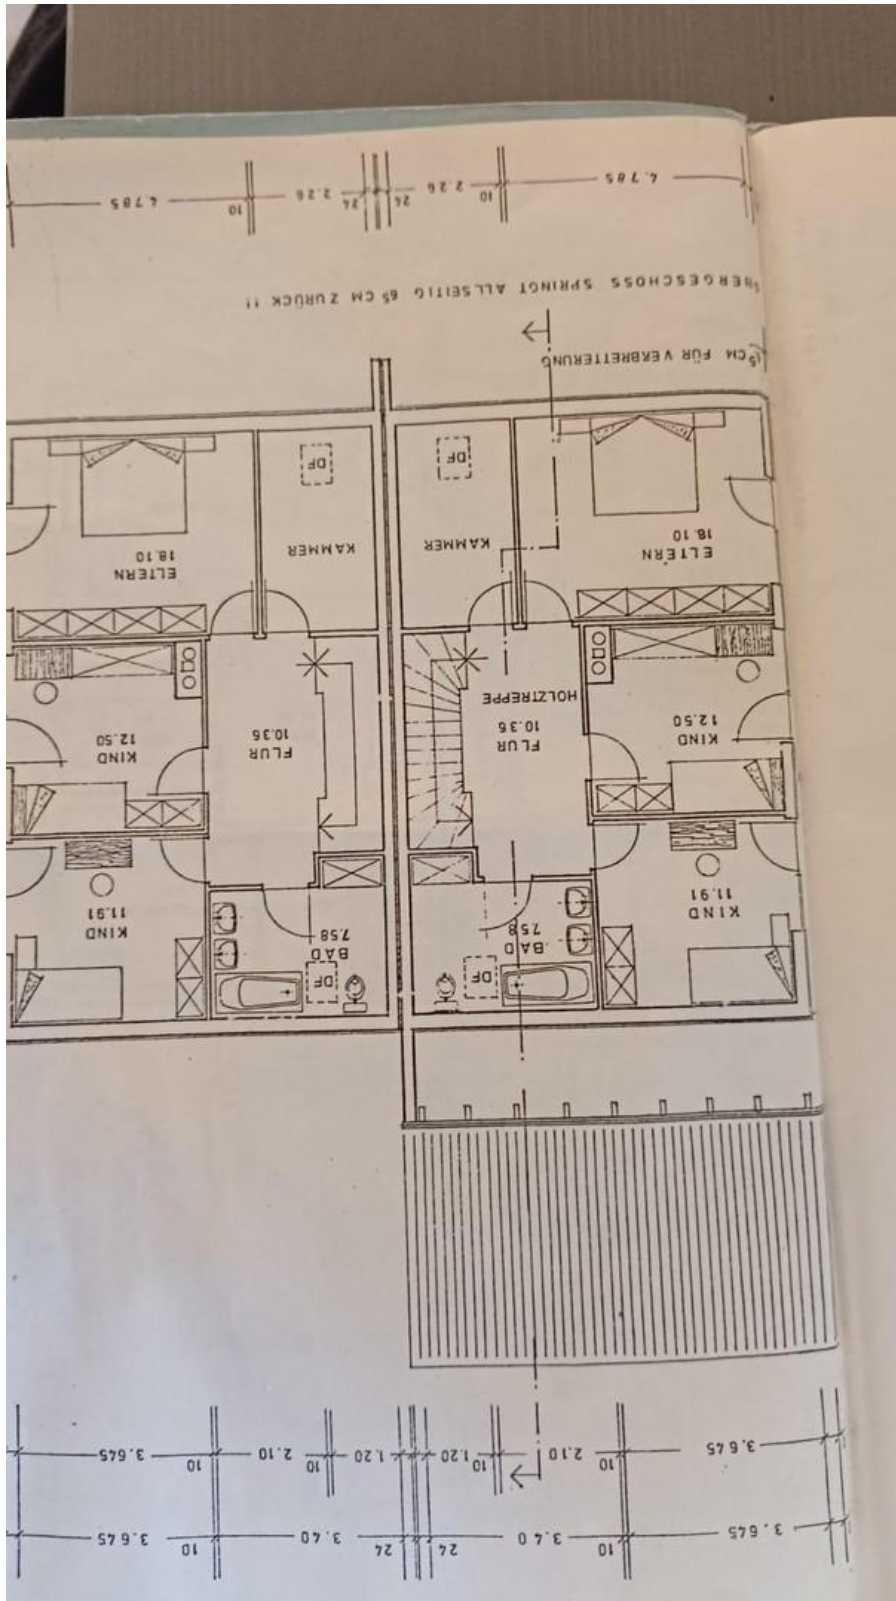 3.645 10 3.40 24 24 3.40 10 3.645
3.645 10 2.10 10 1.20 1.20 10 2.10 10 3.645
DF
DF
KIND
11.91
BAD
7.58
BAD
7.58
KIND
11.91
KIND
12.50
FLUR
10.36
HOLZTREPPE
FLUR
10.36
KIND
12.50
ELTERN
18.10
KAMMER
KAMMER
ELTERN
18.10
DF
DF
CM FÜR VERBRETTERUNG
BERGESCHOSS SPRINGT ALLSEITIG 6⁵ CM ZURÜCK !!
4.785 10 2.26 24 24 2.26 10 4.785